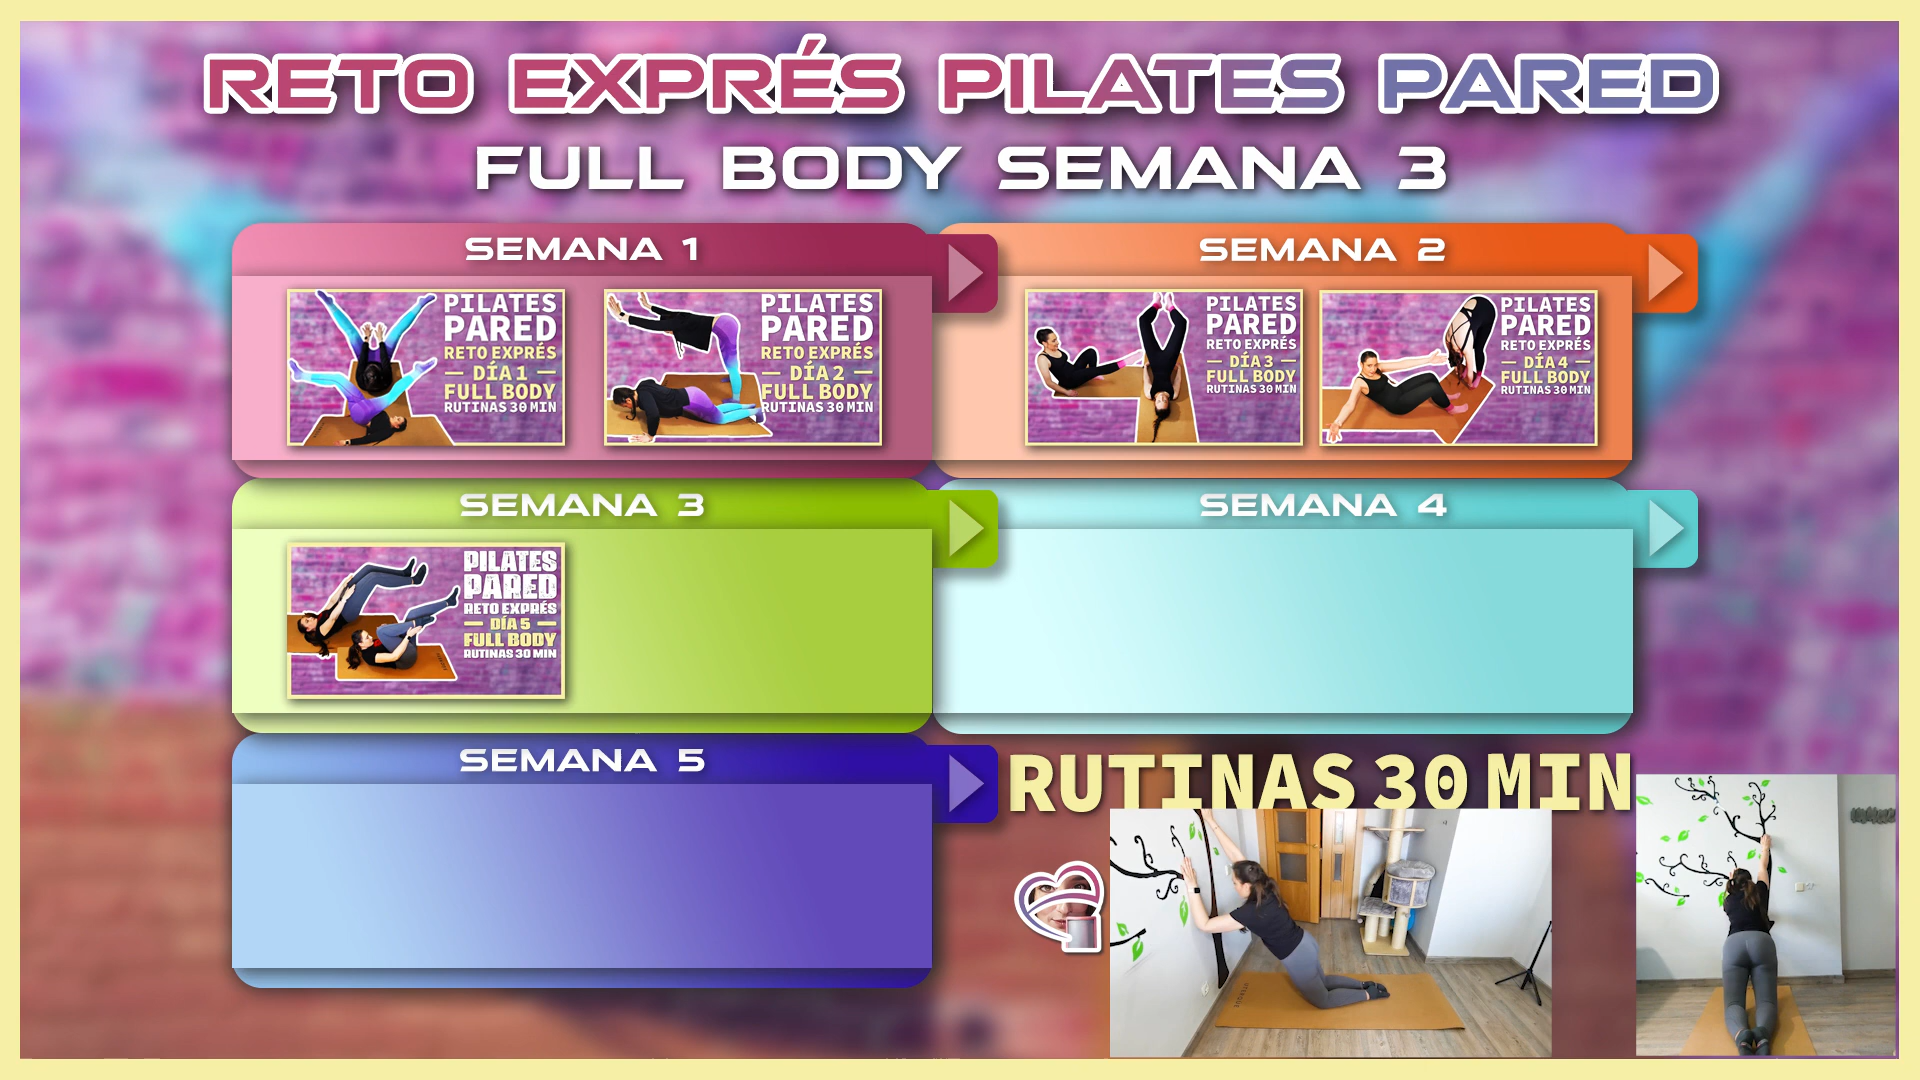 RETO EXPRÉS PILATES PARED
FULL BODY SEMANA 3
SEMANA 1
PILATES
PARED
RETO EXPRÉS
DÍA 1
FULL BODY
RUTINAS 30 MIN
PILATES
PARED
RETO EXPRÉS
DÍA 2
FULL BODY
RUTINAS 30 MIN
SEMANA 2
PILATES
PARED
RETO EXPRÉS
DÍA 3
FULL BODY
RUTINAS 30 MIN
PILATES
PARED
RETO EXPRÉS
DÍA 4
FULL BODY
RUTINAS 30 MIN
SEMANA 3
PILATES
PARED
RETO EXPRÉS
DÍA 5
FULL BODY
RUTINAS 30 MIN
SEMANA 4
SEMANA 5
RUTINAS 30 MIN